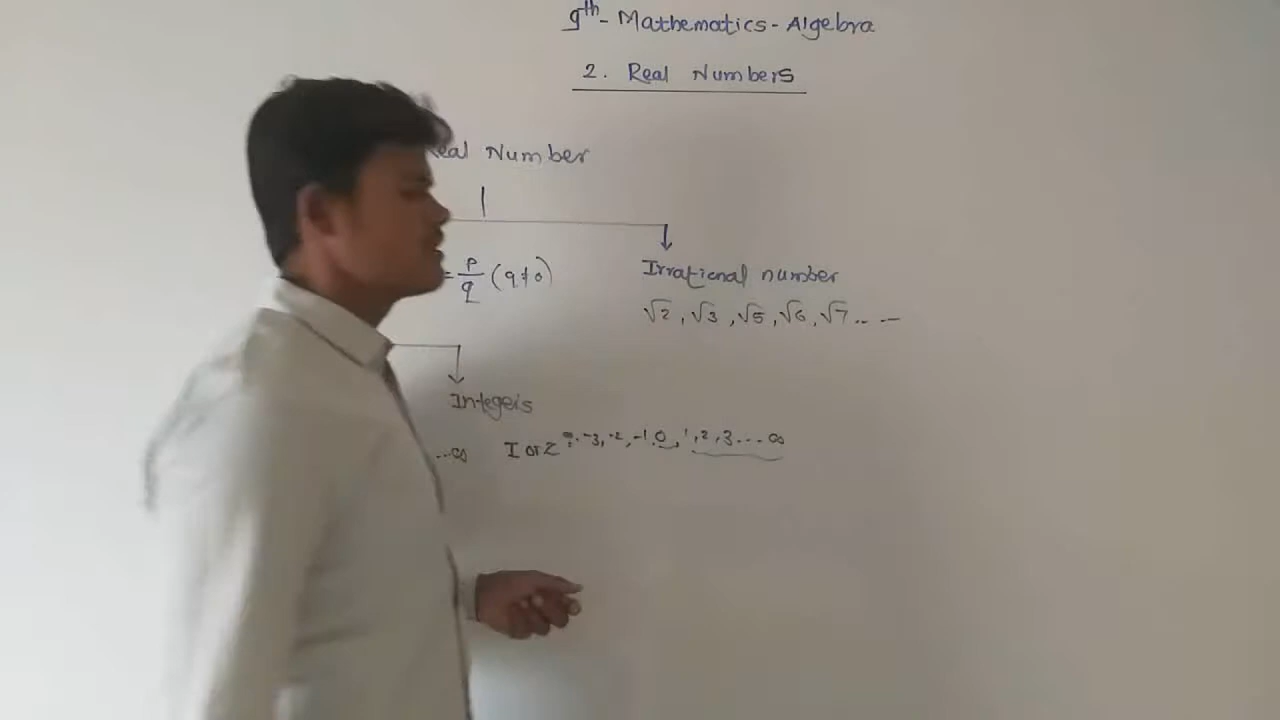 9th - Mathematics - Algebra
2. Real Numbers
Real Number
= p/q (q≠0)
Irrational number
√2, √3, √5, √6, √7.. —
Integers
...∞ I or Z -3, -2, -1, 0, 1, 2, 3 ... ∞